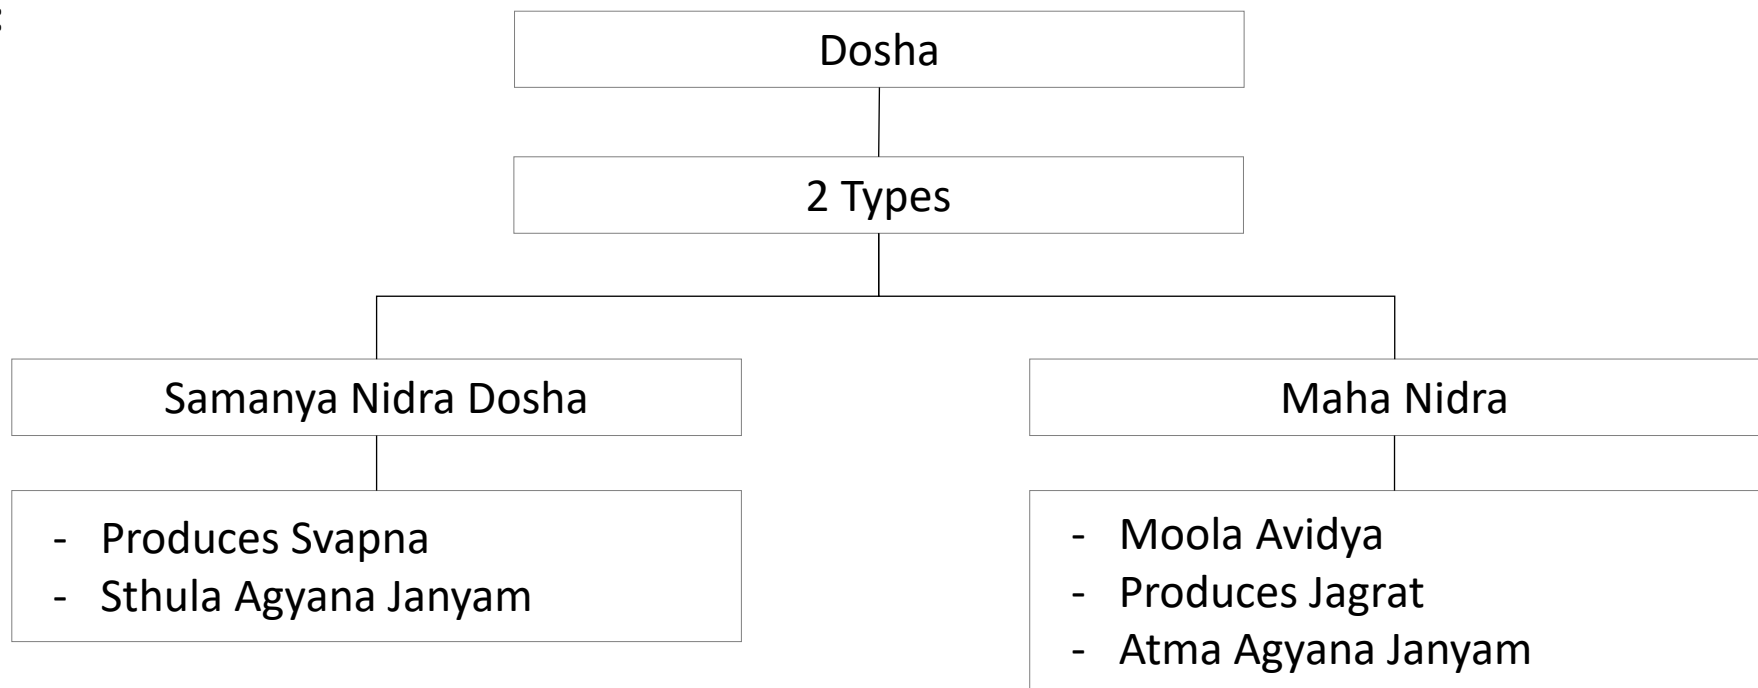 :
Dosha
2 Types
Samanya Nidra Dosha
Maha Nidra
- Produces Svapna
- Sthula Agyana Janyam
- Moola Avidya
- Produces Jagrat
- Atma Agyana Janyam